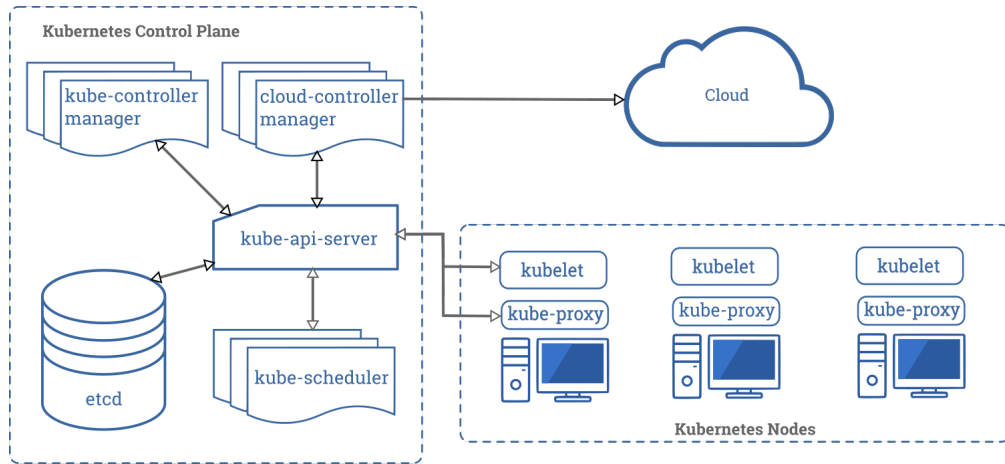 Kubernetes Control Plane
kube-controller
manager
cloud-controller
manager
Cloud
kube-api-server
etcd
kube-scheduler
kubelet
kubelet
kubelet
kube-proxy
kube-proxy
kube-proxy
Kubernetes Nodes